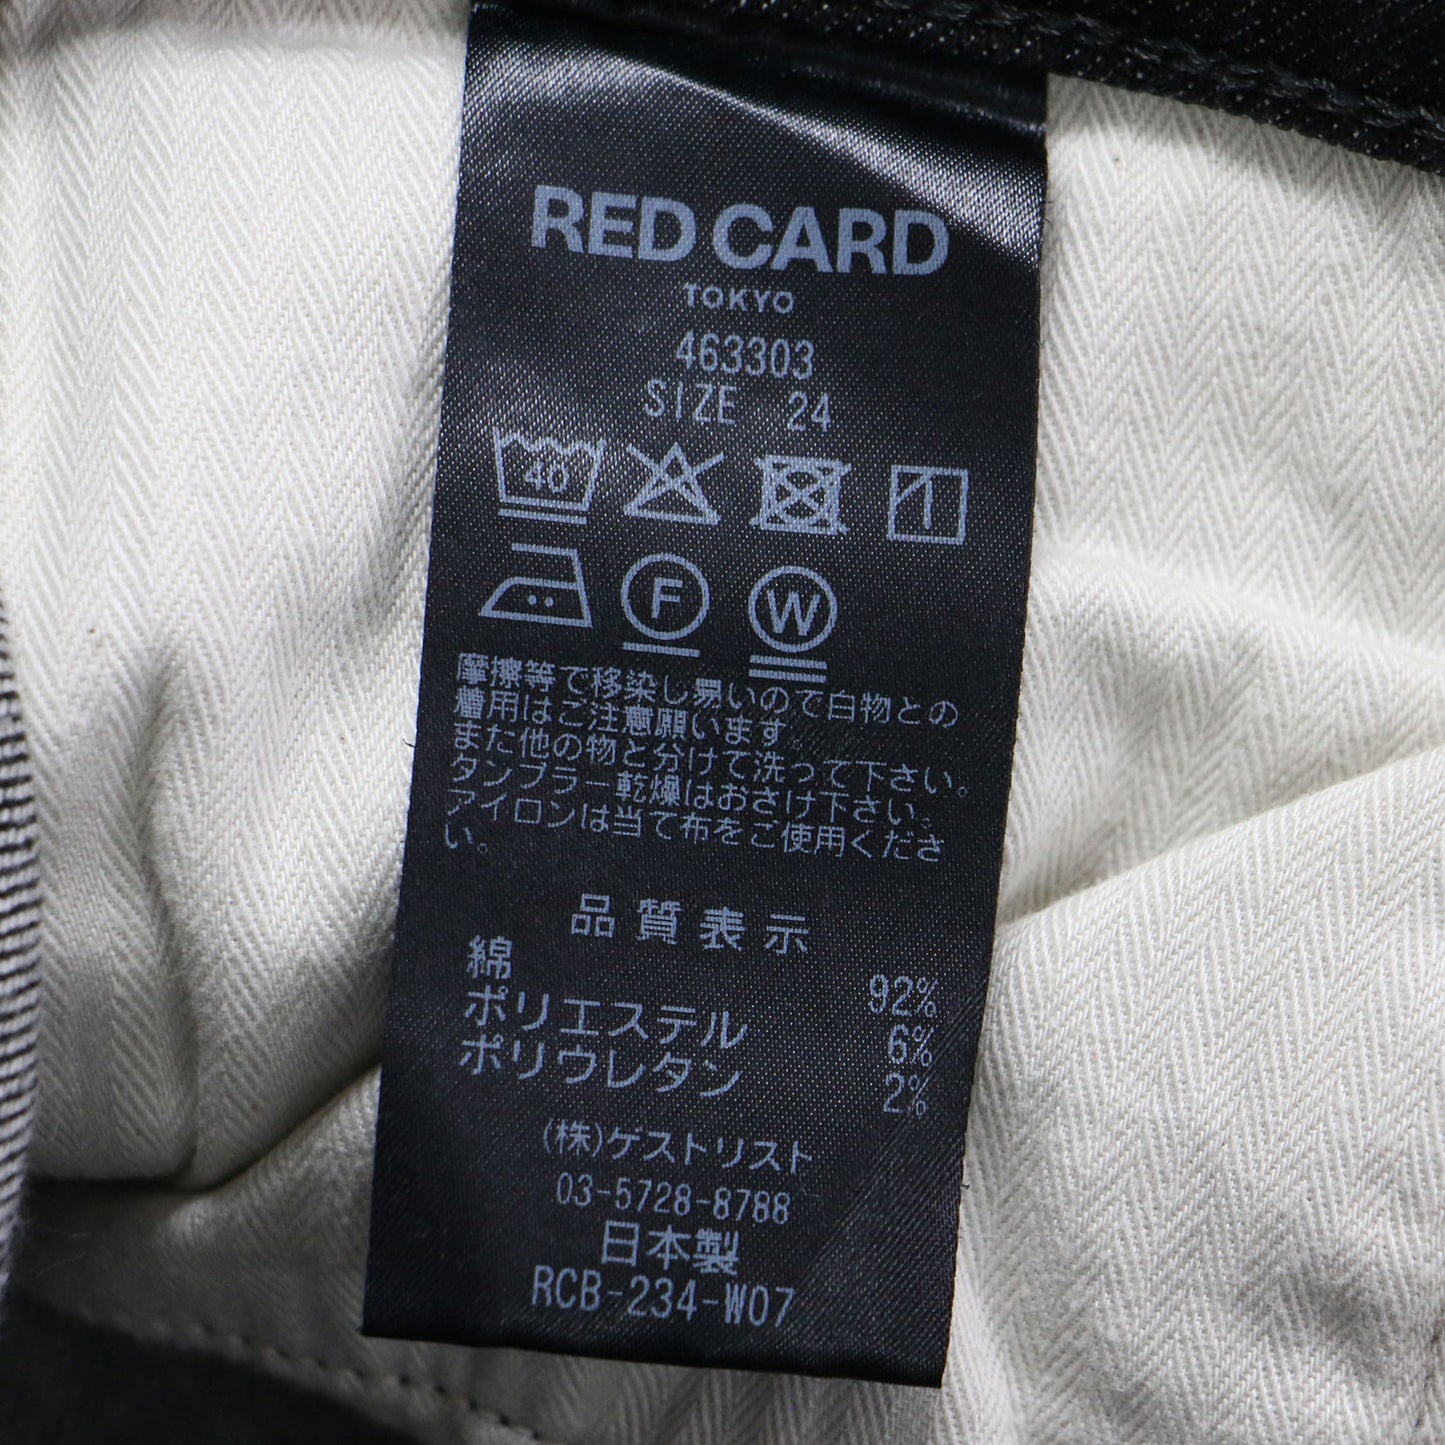 RED CARD
TOKYO
463303
SIZE 24
40
F W
摩擦等で移染し易いので白物との
着用はご注意願います。
また他の物と分けて洗って下さい。
タンブラー乾燥はおさけ下さい。
アイロンは当て布をご使用くださ
い。
品質表示
綿 92%
ポリエステル 6%
ポリウレタン 2%
(株)ゲストリスト
03-5728-8788
日本製
RCB-234-W07